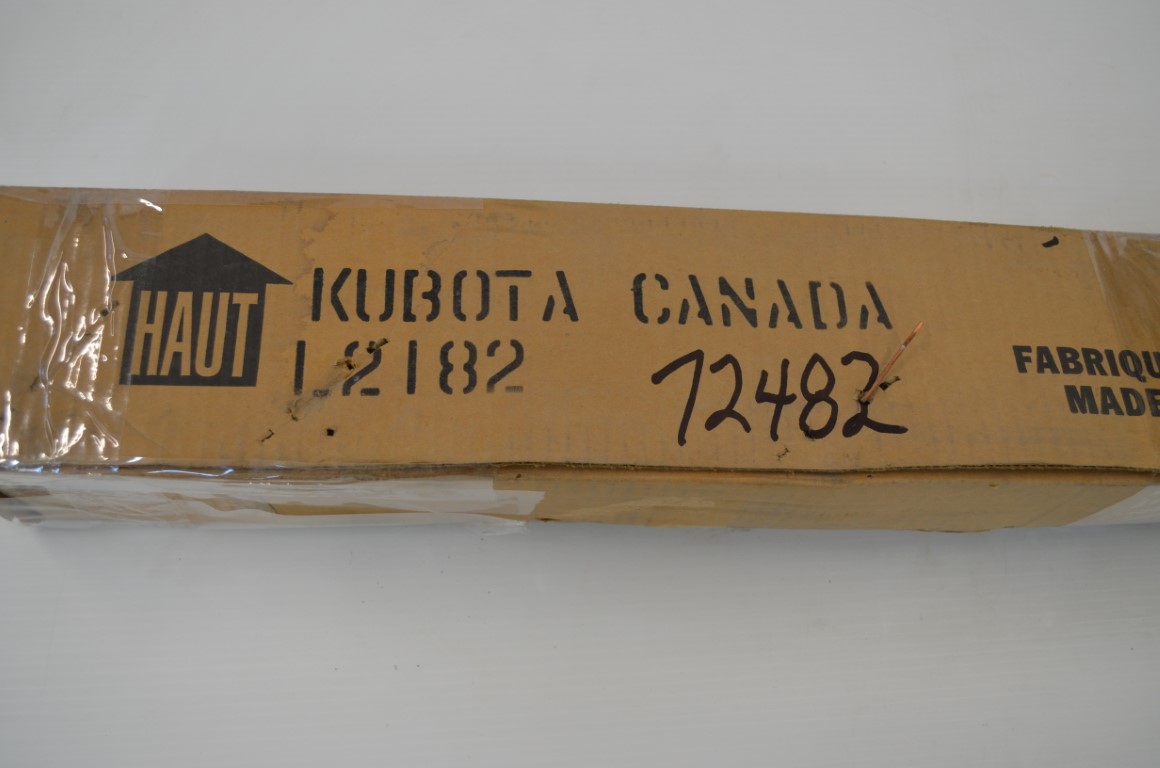 HAUT
KUBOTA CANADA
L2182
72482
FABRIQU
MADE